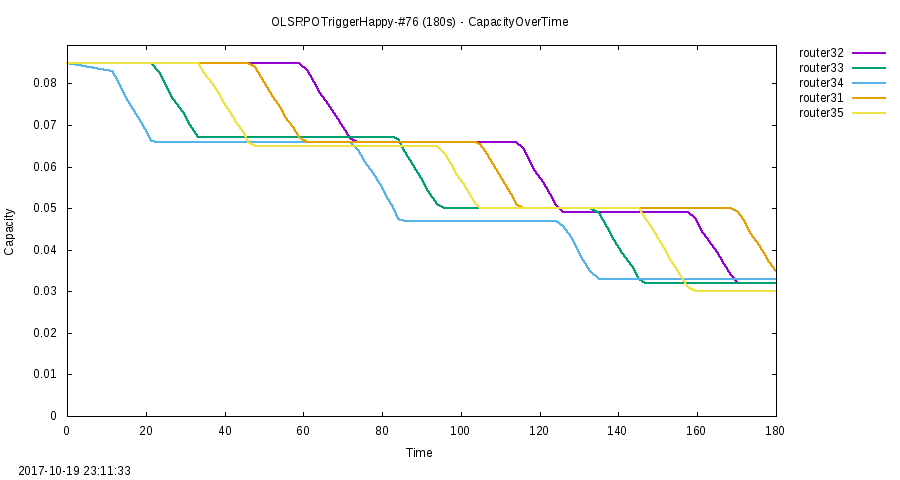 OLSRPOTriggerHappy-#76 (180s) - CapacityOverTime
router32
router33
router34
router31
router35
0.08
0.07
0.06
0.05
0.04
0.03
0.02
0.01
0
Capacity
0 20 40 60 80 100 120 140 160 180
Time
2017-10-19 23:11:33